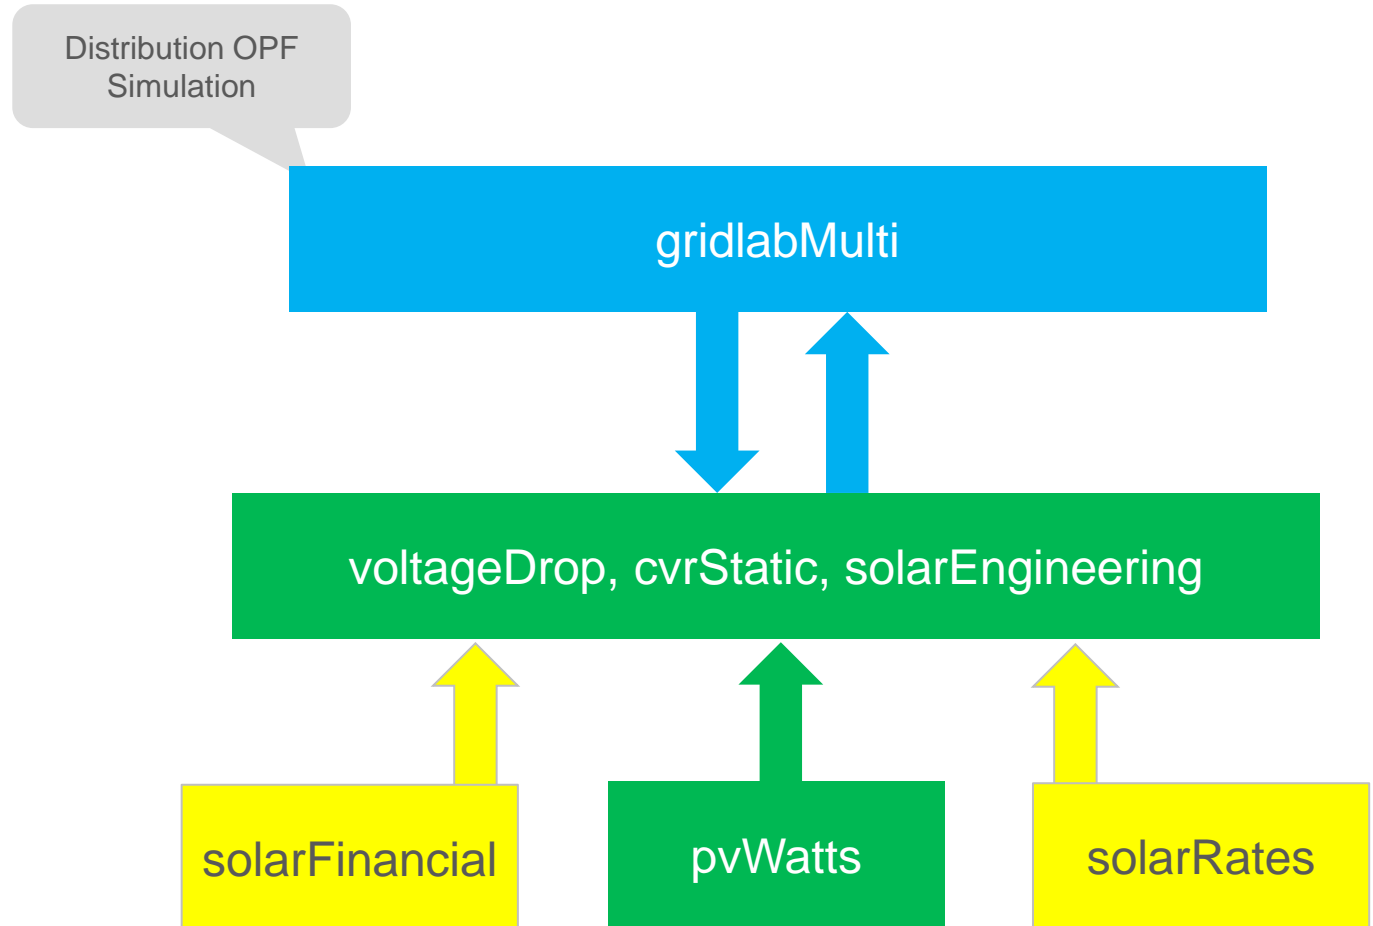 Distribution OPF
Simulation
gridlabMulti
voltageDrop, cvrStatic, solarEngineering
solarFinancial
pvWatts
solarRates